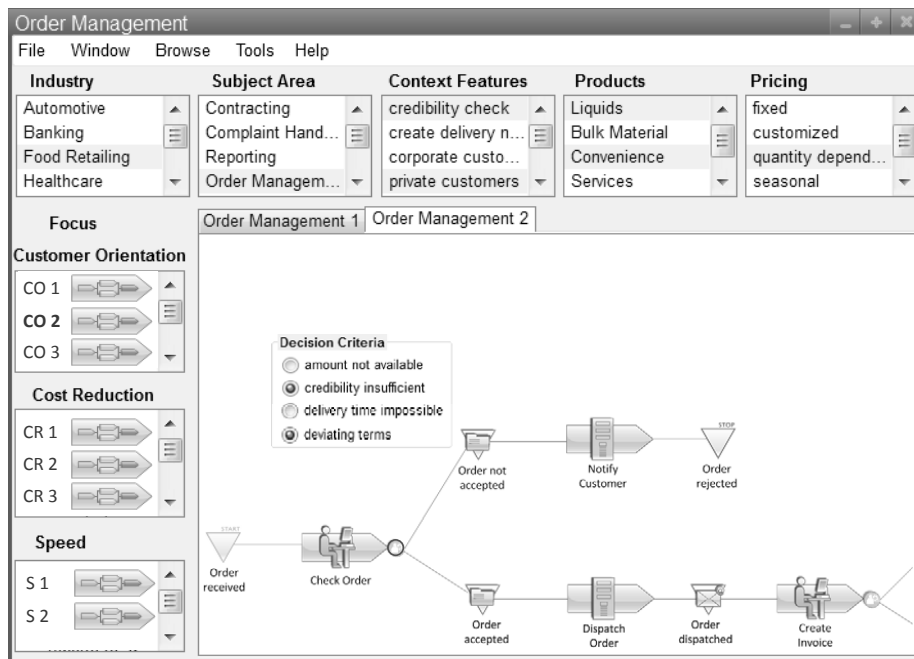 Order Management
File Window Browse Tools Help
Industry
Automotive
Banking
Food Retailing
Healthcare
Subject Area
Contracting
Complaint Hand...
Reporting
Order Managem...
Context Features
credibility check
create delivery n...
corporate custo...
private customers
Products
Liquids
Bulk Material
Convenience
Services
Pricing
fixed
customized
quantity depend...
seasonal
Focus
Customer Orientation
CO 1
CO 2
CO 3
Cost Reduction
CR 1
CR 2
CR 3
Speed
S 1
S 2
Order Management 1
Order Management 2
Decision Criteria
amount not available
credibility insufficient
delivery time impossible
deviating terms
START
Order
received
Check Order
Order not
accepted
Notify
Customer
STOP
Order
rejected
Order
accepted
Dispatch
Order
Order
dispatched
Create
Invoice